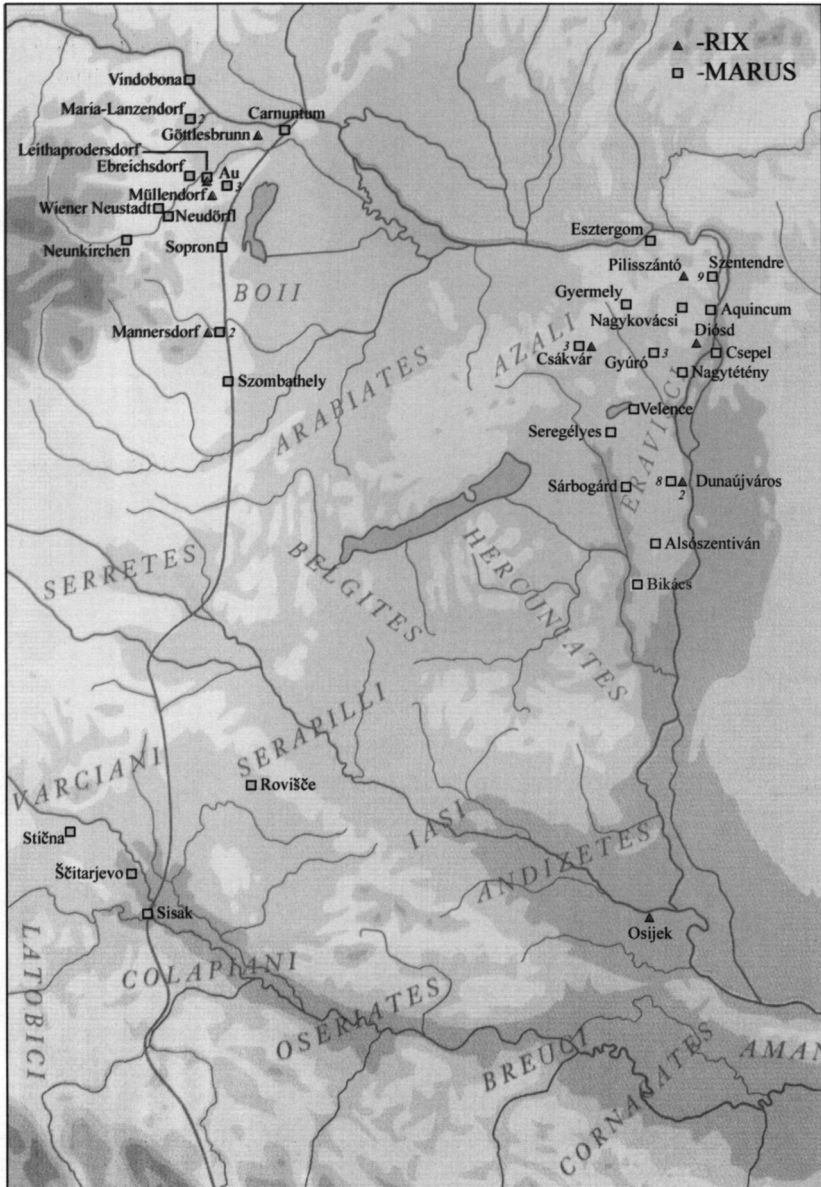 -RIX
-MARUS
Vindobona
Maria-Lanzendorf 2
Carnuntum
Göttlesbrunn
Leithaprodersdorf
Ebreichsdorf
Au
3
Müllendorf
Wiener Neustadt
Neudörfl
Neunkirchen
Sopron
Esztergom
Pilisszántó
9 Szentendre
BOII
Gyermely
Nagykovácsi
Aquincum
Mannersdorf 2
AZALI
Diósd
3
Csákvár
Gyúró 3
Csepel
Nagytétény
Szombathely
ARABIATES
Velence
Seregélyes
ERAVISCI
Sárbogárd
8
2
Dunaújváros
Alsószentiván
BELGITES
HERCUNIATES
SERRETES
Bikács
SERAPILLI
VARCIANI
Rovišče
Stična
IASI
Ščitarjevo
ANDIZETES
Sisak
Osijek
LATOBICI
COLAPIANI
OSERIATES
BREUCI
AMAN
CORNACATES